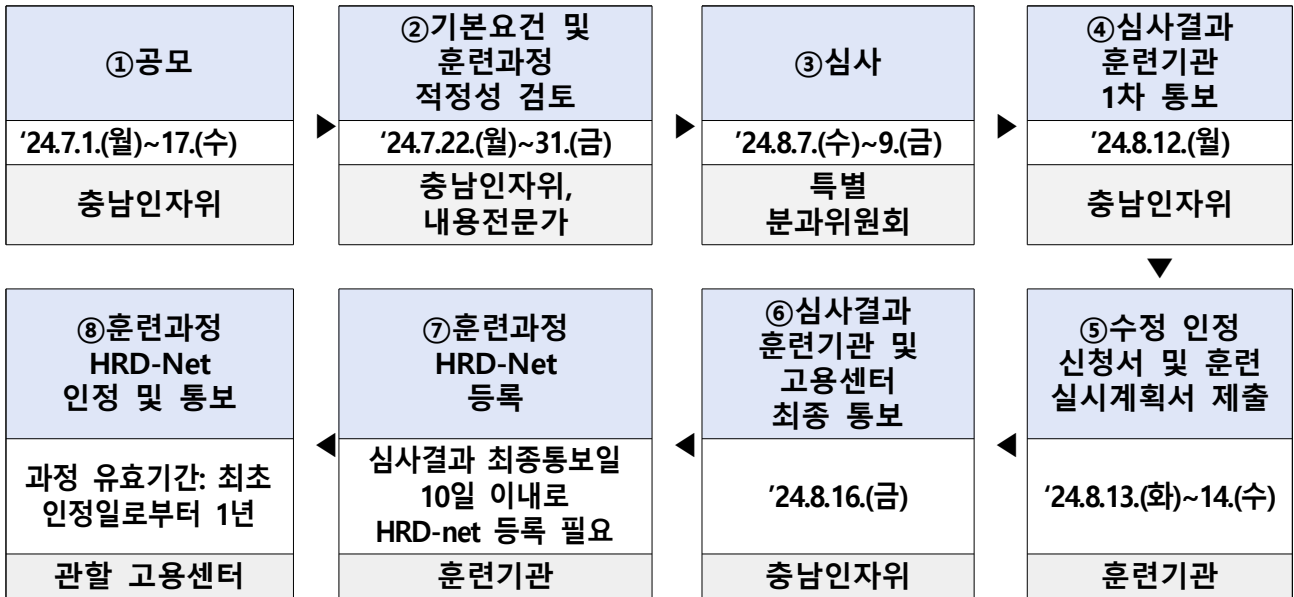 ①공모
'24.7.1.(월)~17.(수)
충남인자위
▶
②기본요건 및
훈련과정
적정성 검토
'24.7.22.(월)~31.(금)
충남인자위,
내용전문가
▶
③심사
'24.8.7.(수)~9.(금)
특별
분과위원회
▶
④심사결과
훈련기관
1차 통보
'24.8.12.(월)
충남인자위
▼
⑤수정 인정
신청서 및 훈련
실시계획서 제출
'24.8.13.(화)~14.(수)
훈련기관
◀
⑥심사결과
훈련기관 및
고용센터
최종 통보
'24.8.16.(금)
충남인자위
◀
⑦훈련과정
HRD-Net
등록
심사결과 최종통보일
10일 이내로
HRD-net 등록 필요
훈련기관
◀
⑧훈련과정
HRD-Net
인정 및 통보
과정 유효기간: 최초
인정일로부터 1년
관할 고용센터